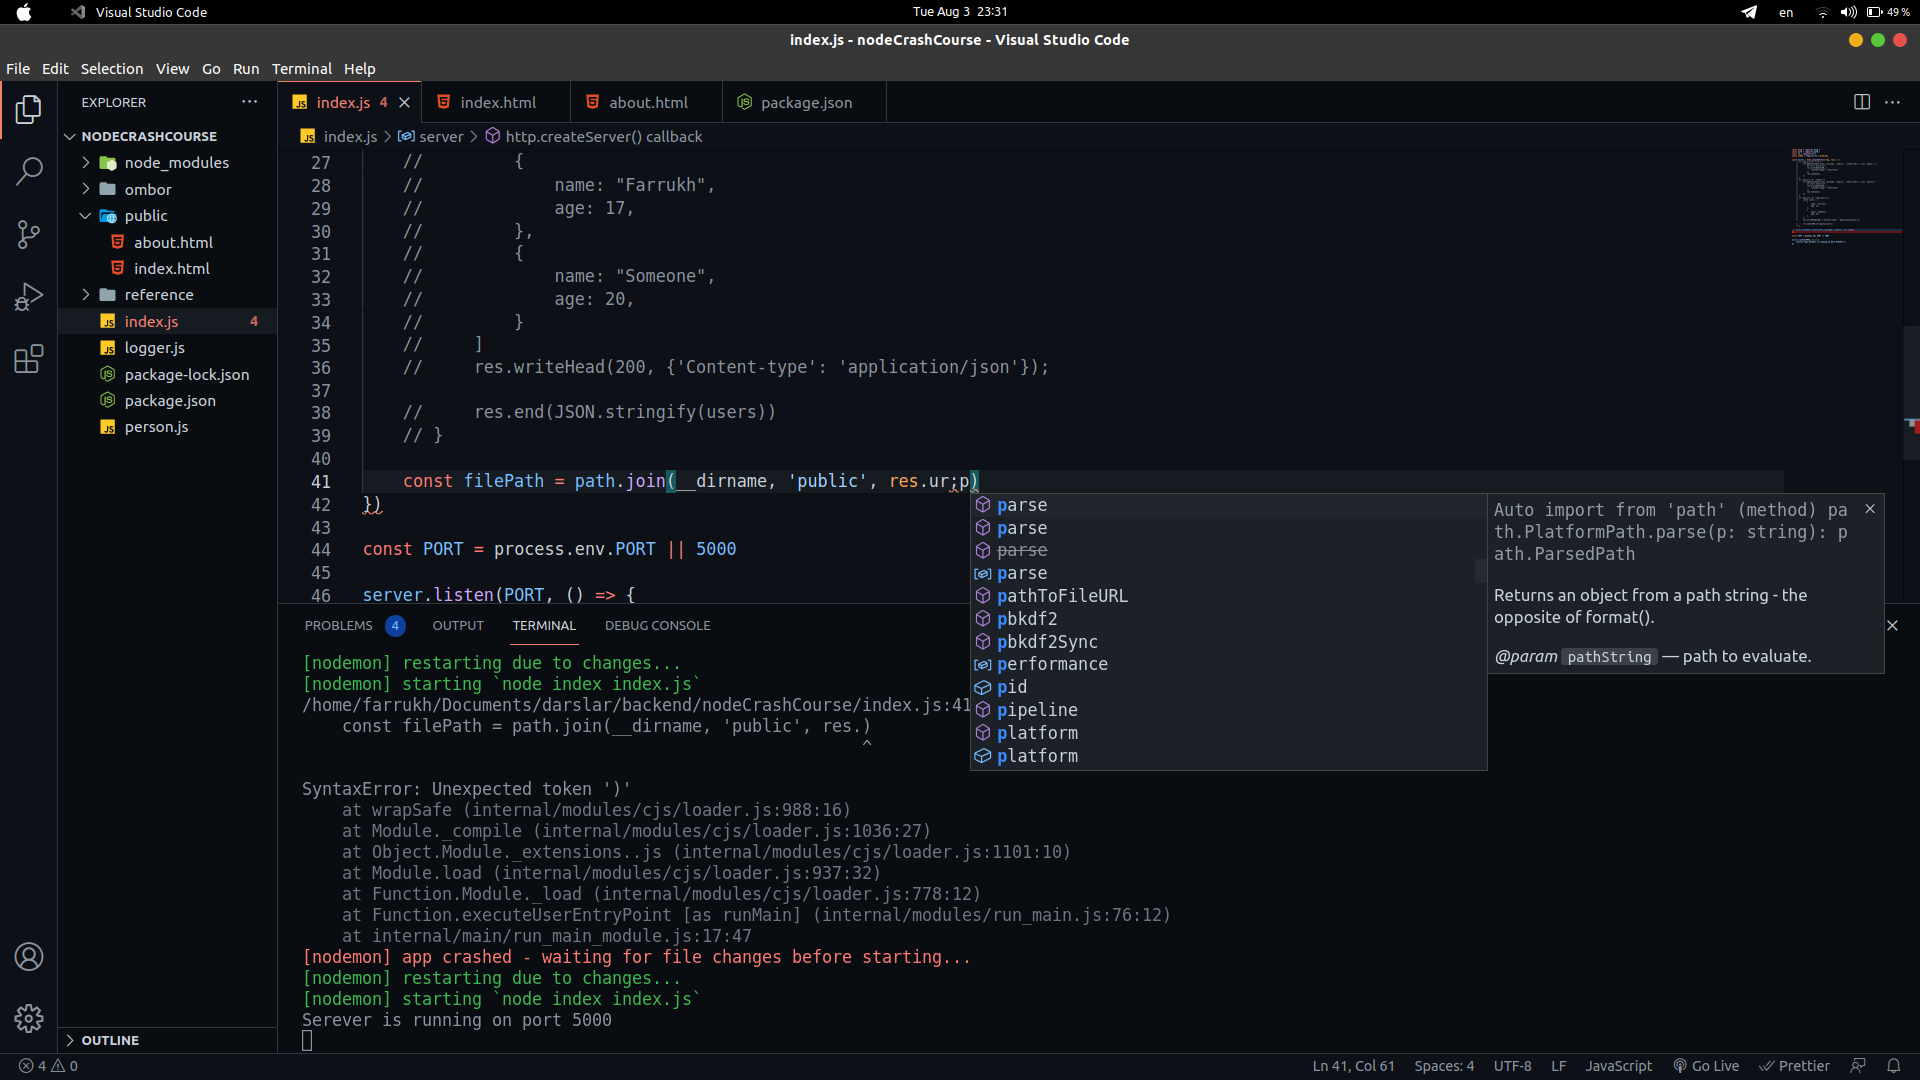 Visual Studio Code
Tue Aug 3 23:31
en
49 %
index.js - nodeCrashCourse - Visual Studio Code
File Edit Selection View Go Run Terminal Help
EXPLORER
NODECRASHCOURSE
node_modules
ombor
public
about.html
index.html
reference
index.js 4
logger.js
package-lock.json
package.json
person.js
OUTLINE
index.js 4
index.html
about.html
package.json
index.js > server > http.createServer() callback
27 // {
28 // name: "Farrukh",
29 // age: 17,
30 // },
31 // {
32 // name: "Someone",
33 // age: 20,
34 // }
35 // ]
36 // res.writeHead(200, {'Content-type': 'application/json'});
37
38 // res.end(JSON.stringify(users))
39 // }
40
41 const filePath = path.join(__dirname, 'public', res.ur;p)
42 })
43
44 const PORT = process.env.PORT || 5000
45
46 server.listen(PORT, () => {
parse
parse
parse
parse
pathToFileURL
pbkdf2
pbkdf2Sync
performance
pid
pipeline
platform
platform
Auto import from 'path' (method) pa
th.PlatformPath.parse(p: string): p
ath.ParsedPath
Returns an object from a path string - the
opposite of format().
@param pathString — path to evaluate.
PROBLEMS 4 OUTPUT TERMINAL DEBUG CONSOLE
[nodemon] restarting due to changes...
[nodemon] starting `node index index.js`
/home/farrukh/Documents/darslar/backend/nodeCrashCourse/index.js:41
const filePath = path.join(__dirname, 'public', res.)
^
SyntaxError: Unexpected token ')'
at wrapSafe (internal/modules/cjs/loader.js:988:16)
at Module._compile (internal/modules/cjs/loader.js:1036:27)
at Object.Module._extensions..js (internal/modules/cjs/loader.js:1101:10)
at Module.load (internal/modules/cjs/loader.js:937:32)
at Function.Module._load (internal/modules/cjs/loader.js:778:12)
at Function.executeUserEntryPoint [as runMain] (internal/modules/run_main.js:76:12)
at internal/main/run_main_module.js:17:47
[nodemon] app crashed - waiting for file changes before starting...
[nodemon] restarting due to changes...
[nodemon] starting `node index index.js`
Serever is running on port 5000
4 0
Ln 41, Col 61 Spaces: 4 UTF-8 LF JavaScript Go Live Prettier